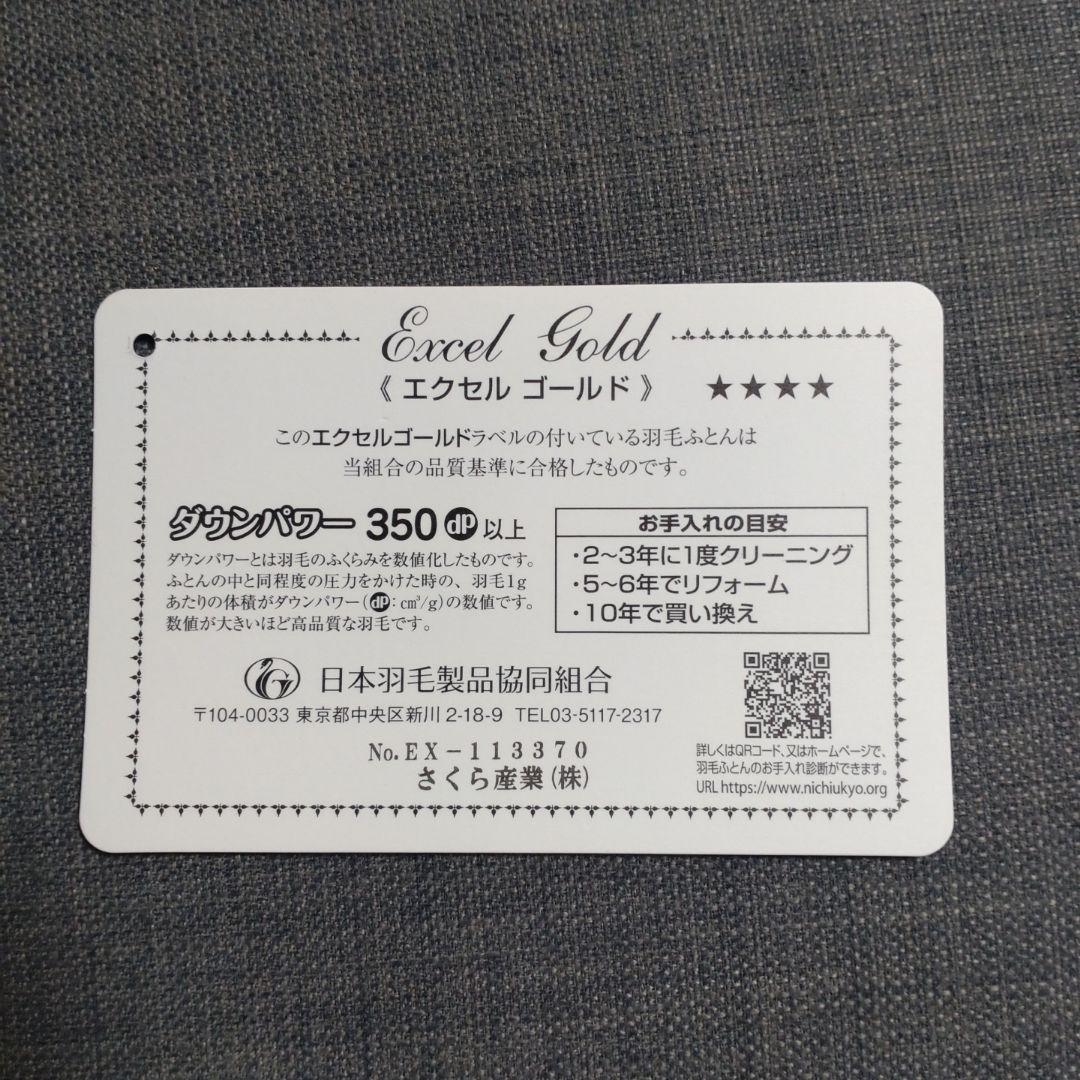 Excel Gold
《 エクセル ゴールド 》 ★★★★
このエクセルゴールドラベルの付いている羽毛ふとんは
当組合の品質基準に合格したものです。
ダウンパワー 350 dp 以上
ダウンパワーとは羽毛のふくらみを数値化したものです。
ふとんの中と同程度の圧力をかけた時の、羽毛1g
あたりの体積がダウンパワー(dp:c㎥/g)の数値です。
数値が大きいほど高品質な羽毛です。
お手入れの目安
・2〜3年に1度クリーニング
・5〜6年でリフォーム
・10年で買い換え
日本羽毛製品協同組合
〒104-0033 東京都中央区新川 2-18-9 TEL03-5117-2317
No.EX-113370
さくら産業(株)
詳しくはQRコード、又はホームページで、
羽毛ふとんのお手入れ診断ができます。
URL https://www.nichiukyo.org